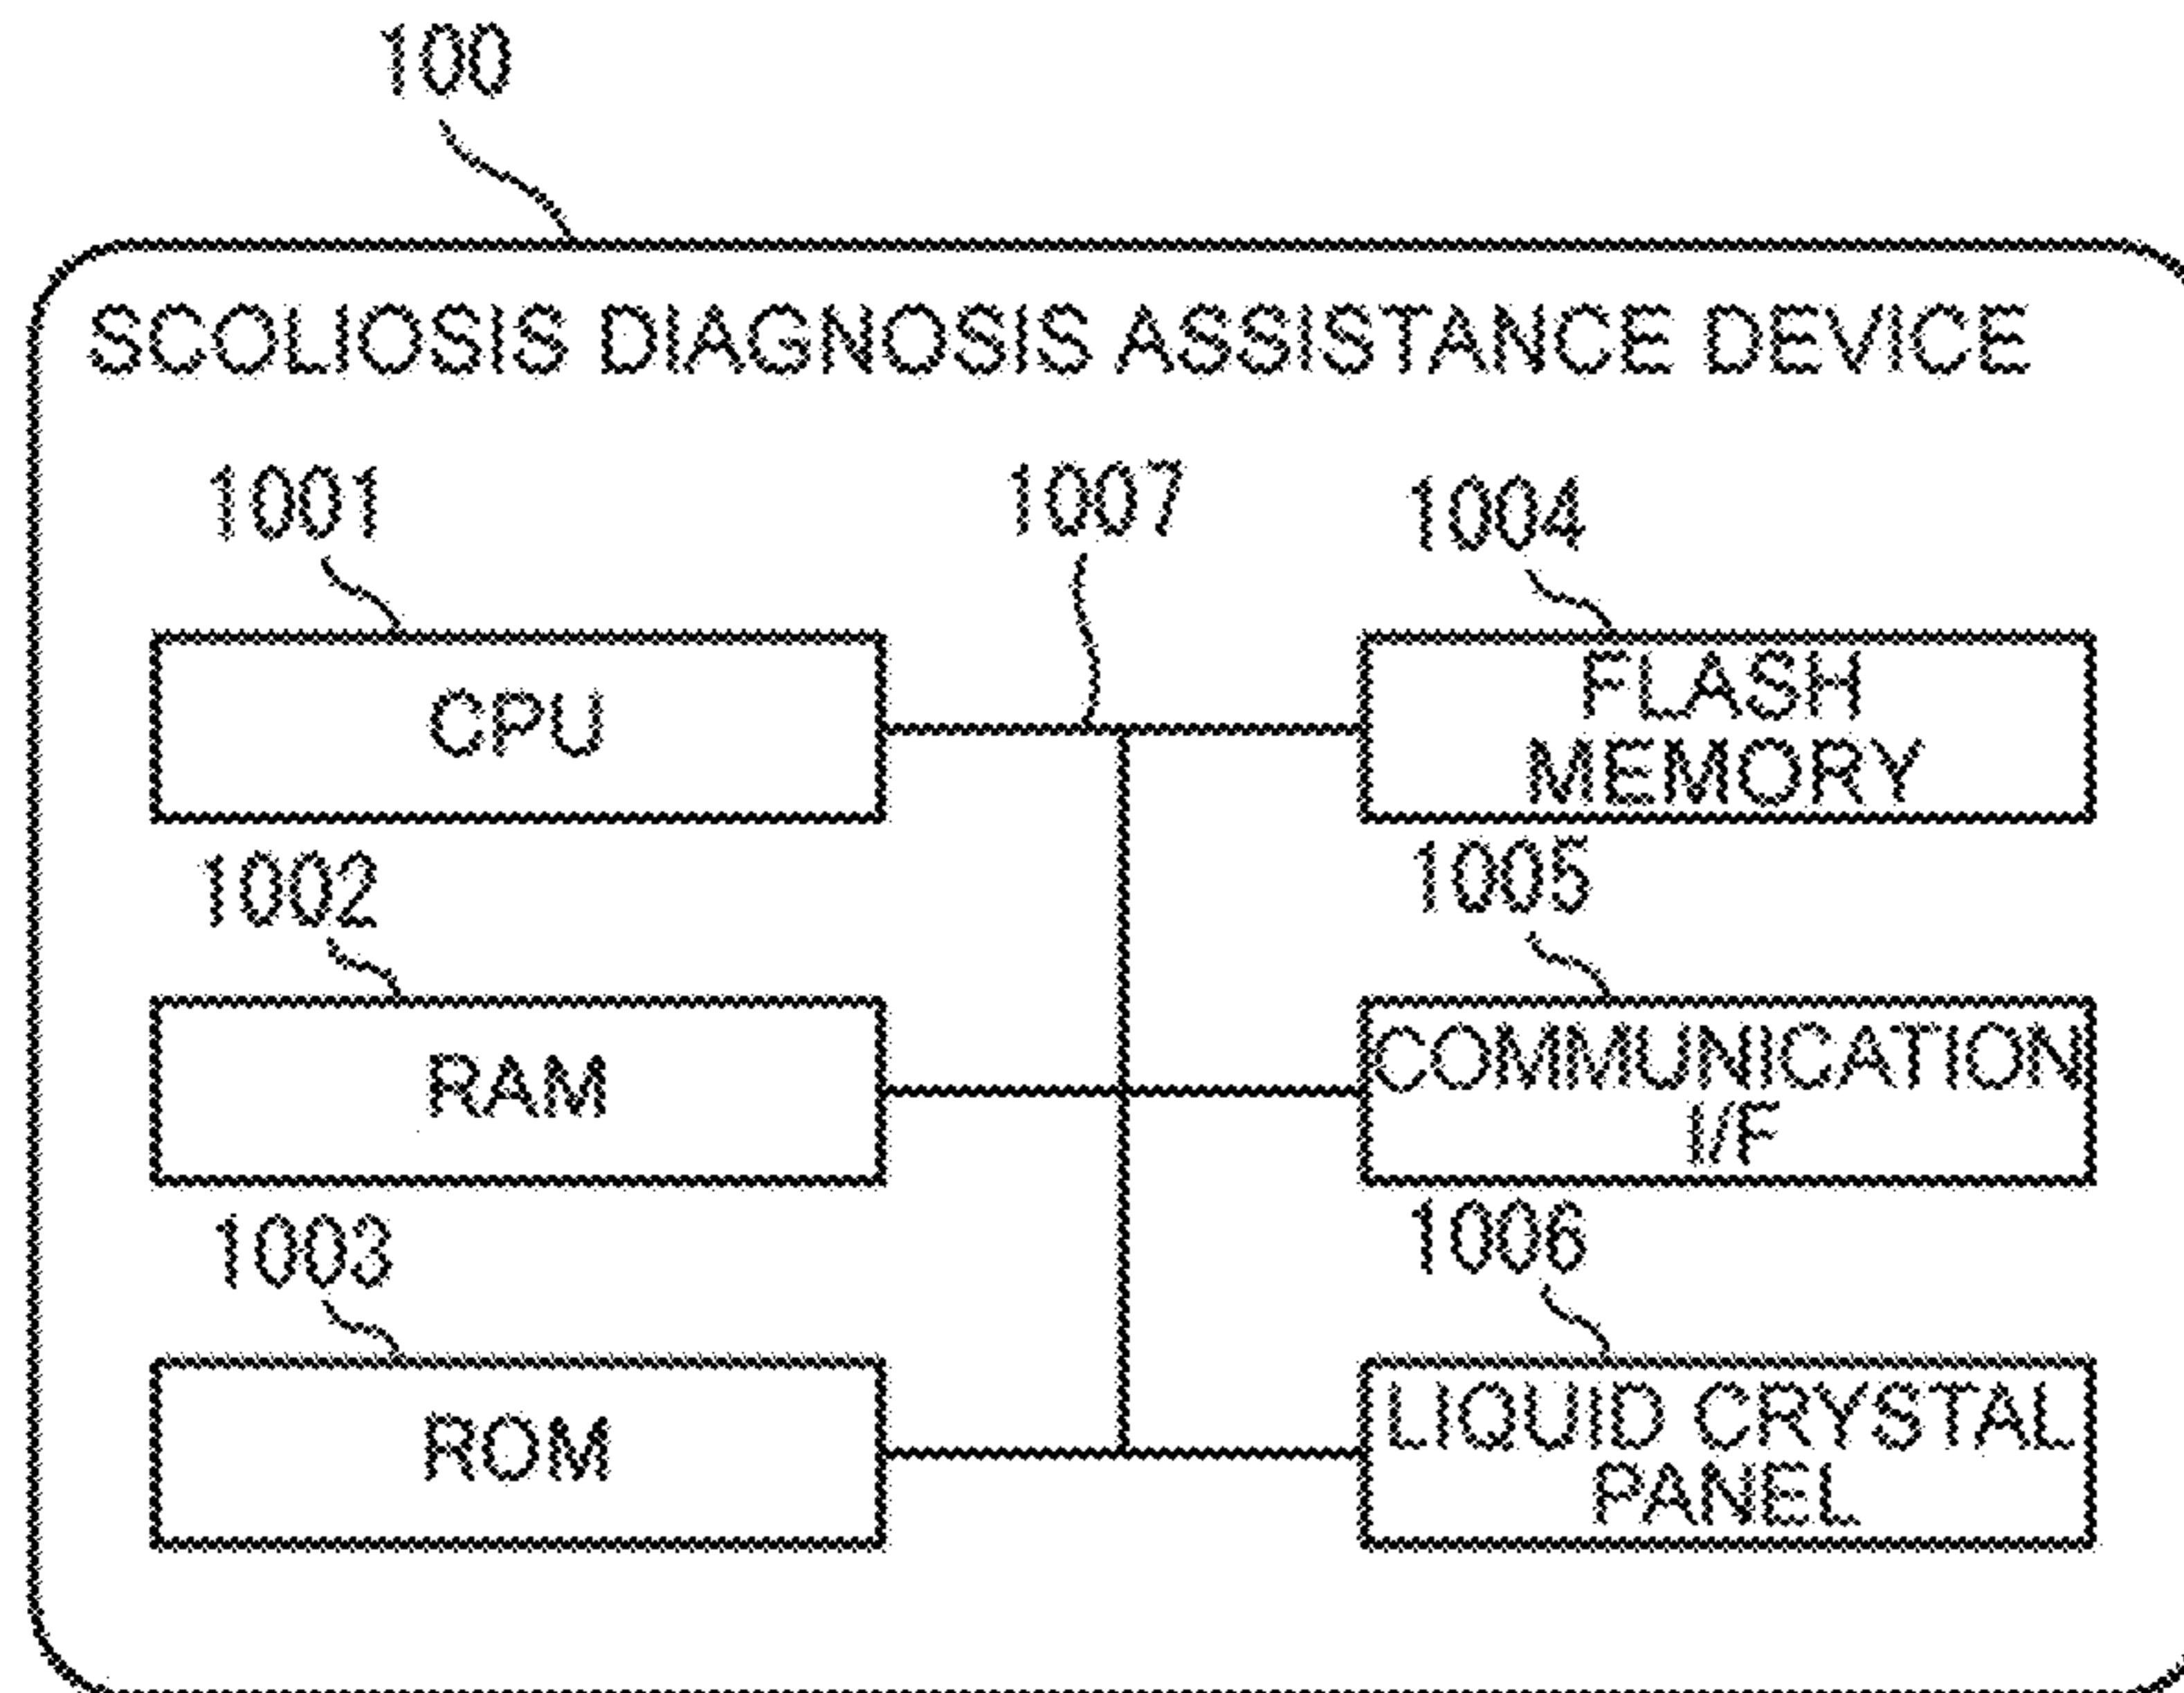 100
SCOLIOSIS DIAGNOSIS ASSISTANCE DEVICE
1001
1007
1004
CPU
FLASH
MEMORY
1002
1005
RAM
COMMUNICATION
I/F
1003
1006
ROM
LIQUID CRYSTAL
PANEL